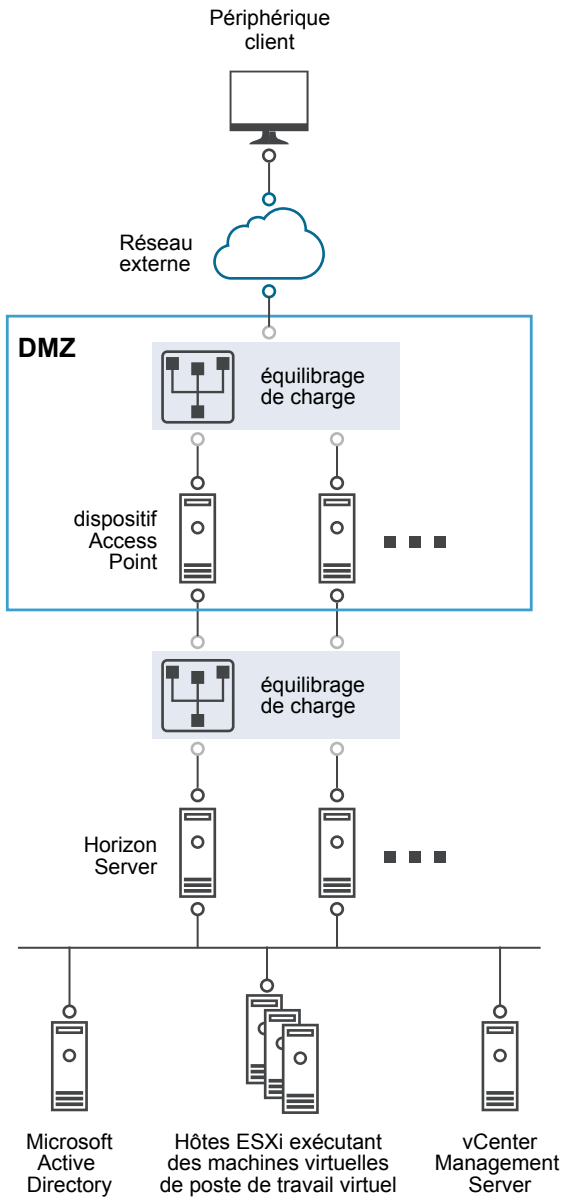 Périphérique
client
Réseau
externe
DMZ
équilibrage
de charge
dispositif
Access
Point
équilibrage
de charge
Horizon
Server
Microsoft
Active
Directory
Hôtes ESXi exécutant
des machines virtuelles
de poste de travail virtuel
vCenter
Management
Server